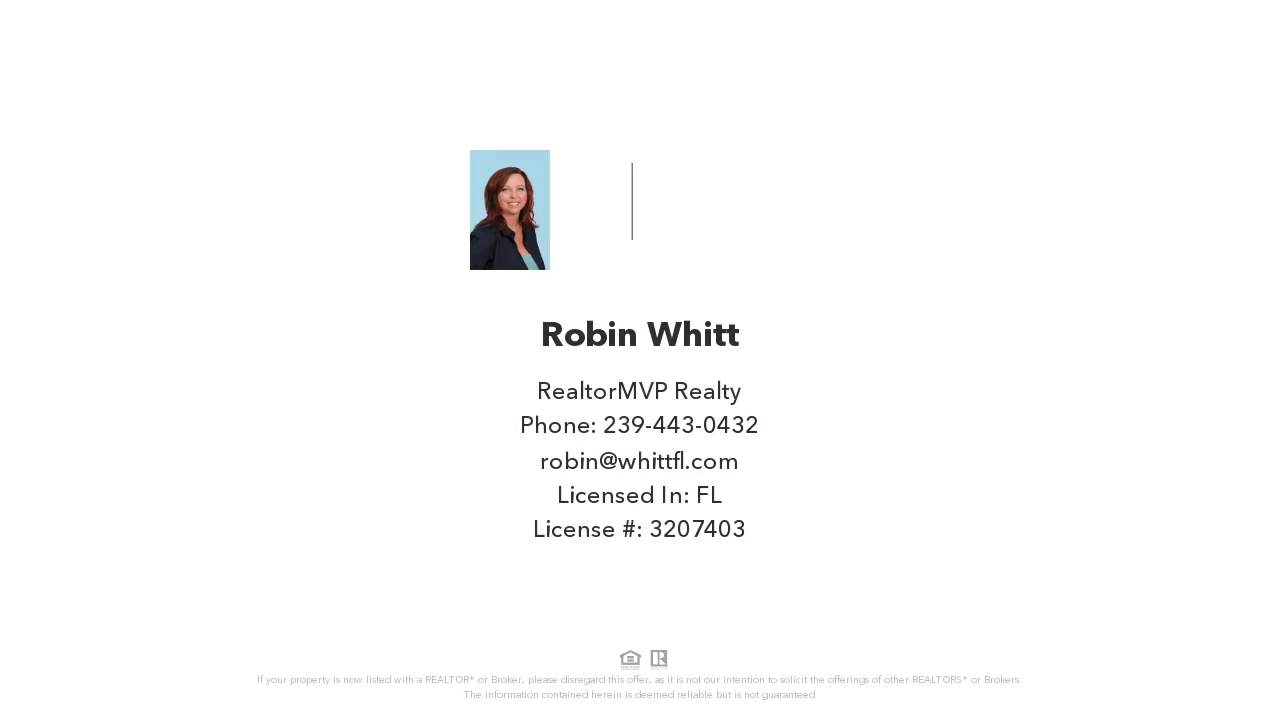 Robin Whitt
RealtorMVP Realty
Phone: 239-443-0432
robin@whittfl.com
Licensed In: FL
License #: 3207403
If your property is now listed with a REALTOR® or Broker, please disregard this offer, as it is not our intention to solicit the offerings of other REALTORS® or Brokers.
The information contained herein is deemed reliable but is not guaranteed